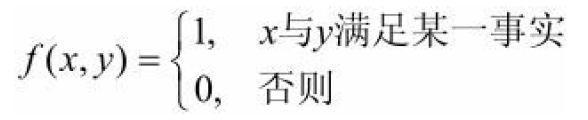 f(x, y) = {1, x与y满足某一事实
0, 否则